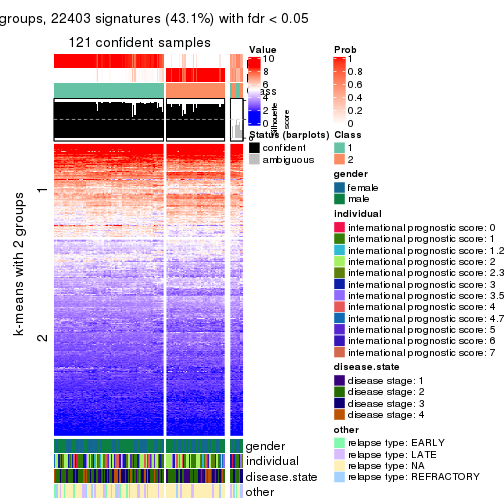 groups, 22403 signatures (43.1%) with fdr < 0.05
121 confident samples
k-means with 2 groups
1
2
Value
10
8
6
4
2
0
Silhouette
score
Status (barplots)
confident
ambiguous
Prob
1
0.8
0.6
0.4
0.2
0
Class
1
2
gender
female
male
individual
international prognostic score: 0
international prognostic score: 1
international prognostic score: 1.2
international prognostic score: 2
international prognostic score: 2.3
international prognostic score: 3
international prognostic score: 3.5
international prognostic score: 4
international prognostic score: 4.7
international prognostic score: 5
international prognostic score: 6
international prognostic score: 7
disease.state
disease stage: 1
disease stage: 2
disease stage: 3
disease stage: 4
other
relapse type: EARLY
relapse type: LATE
relapse type: NA
relapse type: REFRACTORY
gender
individual
disease.state
other